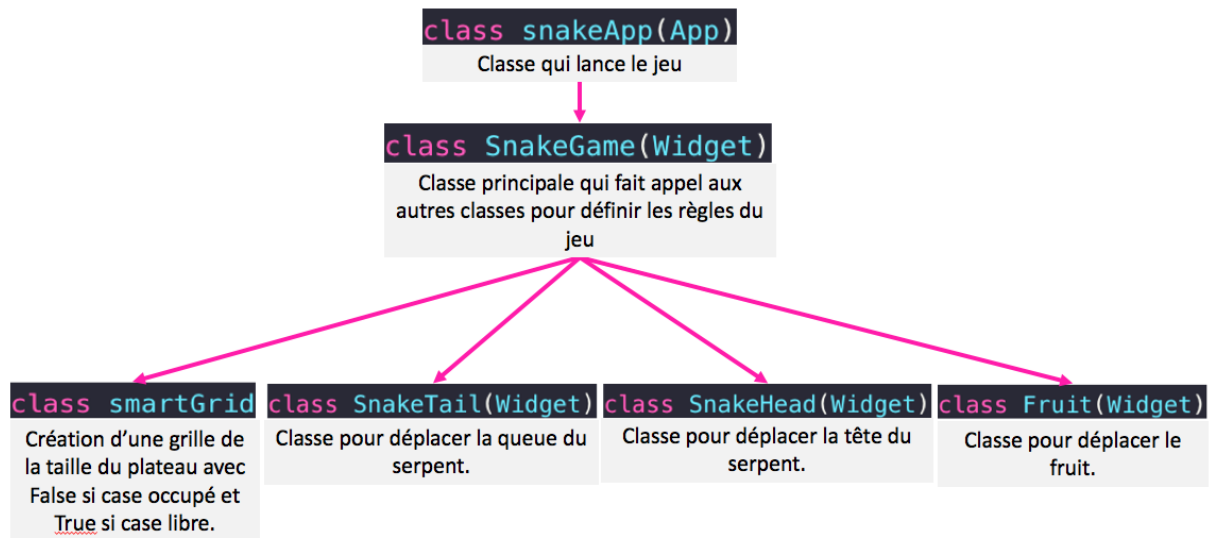 class snakeApp(App)
Classe qui lance le jeu
class SnakeGame(Widget)
Classe principale qui fait appel aux
autres classes pour définir les règles du
jeu
class smartGrid
Création d’une grille de
la taille du plateau avec
False si case occupé et
True si case libre.
class SnakeTail(Widget)
Classe pour déplacer la queue du
serpent.
class SnakeHead(Widget)
Classe pour déplacer la tête du
serpent.
class Fruit(Widget)
Classe pour déplacer le
fruit.